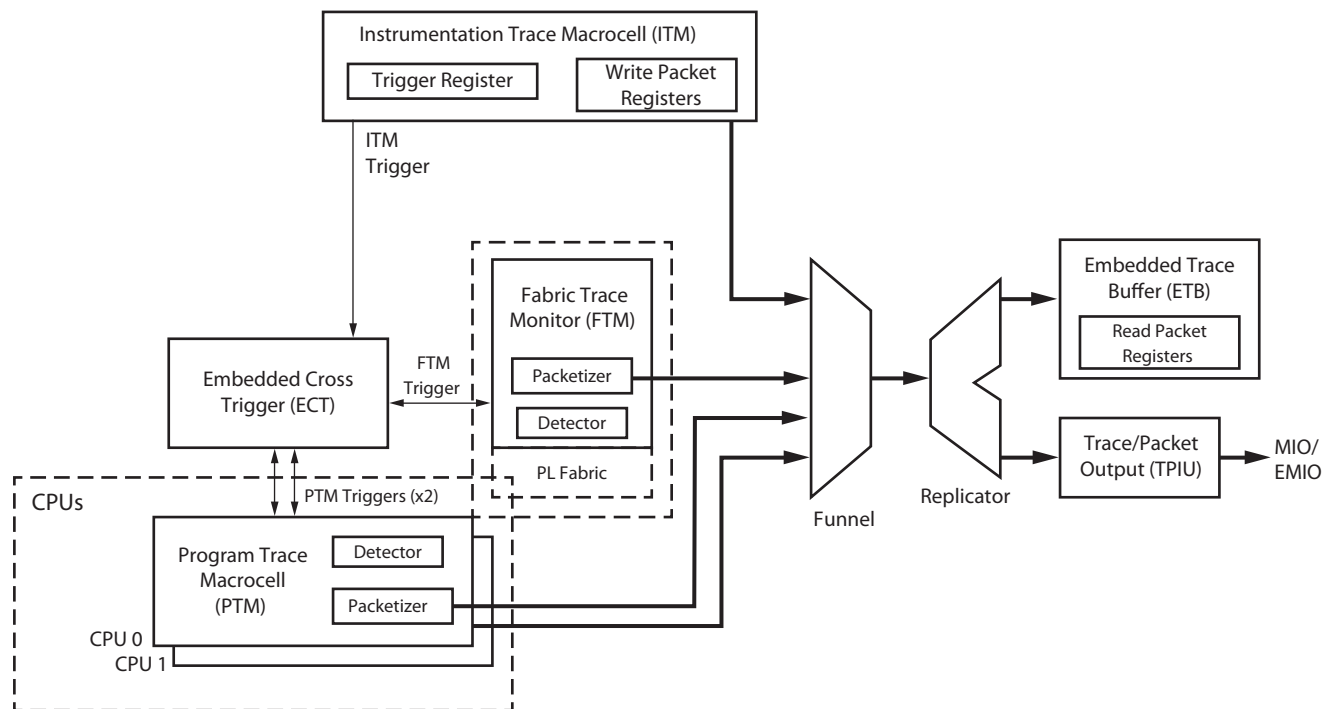 Instrumentation Trace Macrocell (ITM)
Trigger Register
Write Packet
Registers
ITM
Trigger
Fabric Trace
Monitor (FTM)
Packetizer
Detector
PL Fabric
FTM
Trigger
Embedded Cross
Trigger (ECT)
PTM Triggers (x2)
CPUs
Program Trace
Macrocell
(PTM)
Detector
Packetizer
CPU 0
CPU 1
Funnel
Replicator
Embedded Trace
Buffer (ETB)
Read Packet
Registers
Trace/Packet
Output (TPIU)
MIO/
EMIO